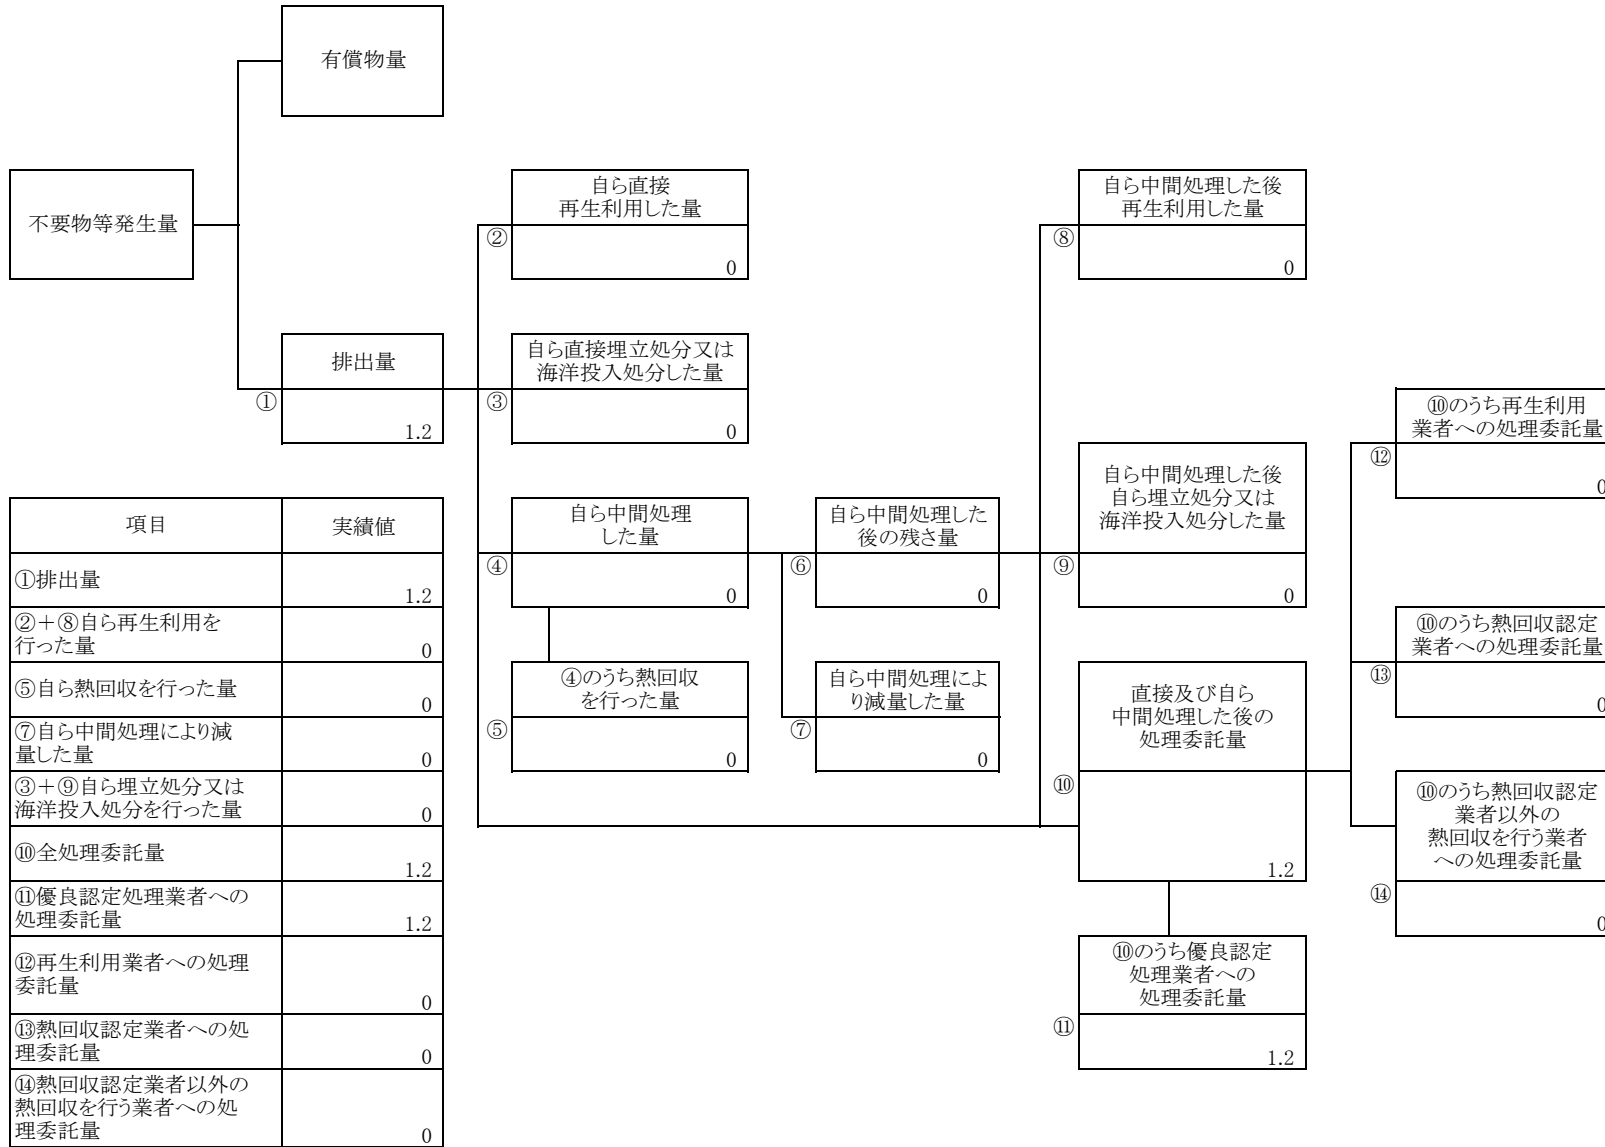 有償物量
不要物等発生量
自ら直接
再生利用した量
②
0
自ら中間処理した後
再生利用した量
⑧
0
排出量
①
1.2
自ら直接埋立処分又は
海洋投入処分した量
③
0
⑩のうち再生利用
業者への処理委託量
⑫
0
自ら中間処理した後
自ら埋立処分又は
海洋投入処分した量
⑨
0
自ら中間処理
した量
④
0
自ら中間処理した
後の残さ量
⑥
0
⑩のうち熱回収認定
業者への処理委託量
⑬
0
④のうち熱回収
を行った量
⑤
0
自ら中間処理によ
り減量した量
⑦
0
直接及び自ら
中間処理した後の
処理委託量
⑩
1.2
⑩のうち熱回収認定
業者以外の
熱回収を行う業者
への処理委託量
⑭
0
⑩のうち優良認定
処理業者への
処理委託量
⑪
1.2
項目 実績値
①排出量
1.2
②＋⑧自ら再生利用を
行った量
0
⑤自ら熱回収を行った量
0
⑦自ら中間処理により減
量した量
0
③＋⑨自ら埋立処分又は
海洋投入処分を行った量
0
⑩全処理委託量
1.2
⑪優良認定処理業者への
処理委託量
1.2
⑫再生利用業者への処理
委託量
0
⑬熱回収認定業者への処
理委託量
0
⑭熱回収認定業者以外の
熱回収を行う業者への処
理委託量
0